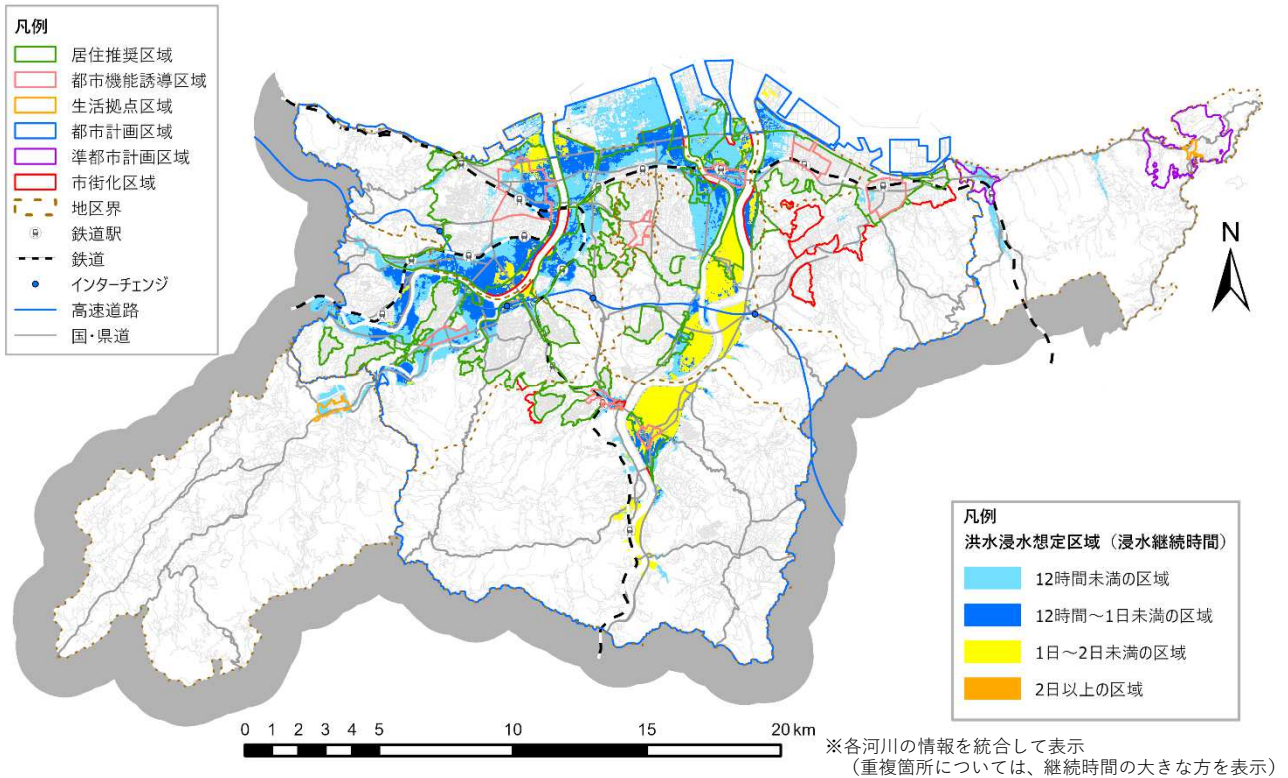 凡例
居住推奨区域
都市機能誘導区域
生活拠点区域
都市計画区域
準都市計画区域
市街化区域
地区界
鉄道駅
鉄道
インターチェンジ
高速道路
国・県道
N
凡例
洪水浸水想定区域（浸水継続時間）
12時間未満の区域
12時間～1日未満の区域
1日～2日未満の区域
2日以上の区域
0 1 2 3 4 5 10 15 20 km
※各河川の情報を統合して表示
（重複箇所については、継続時間の大きな方を表示）